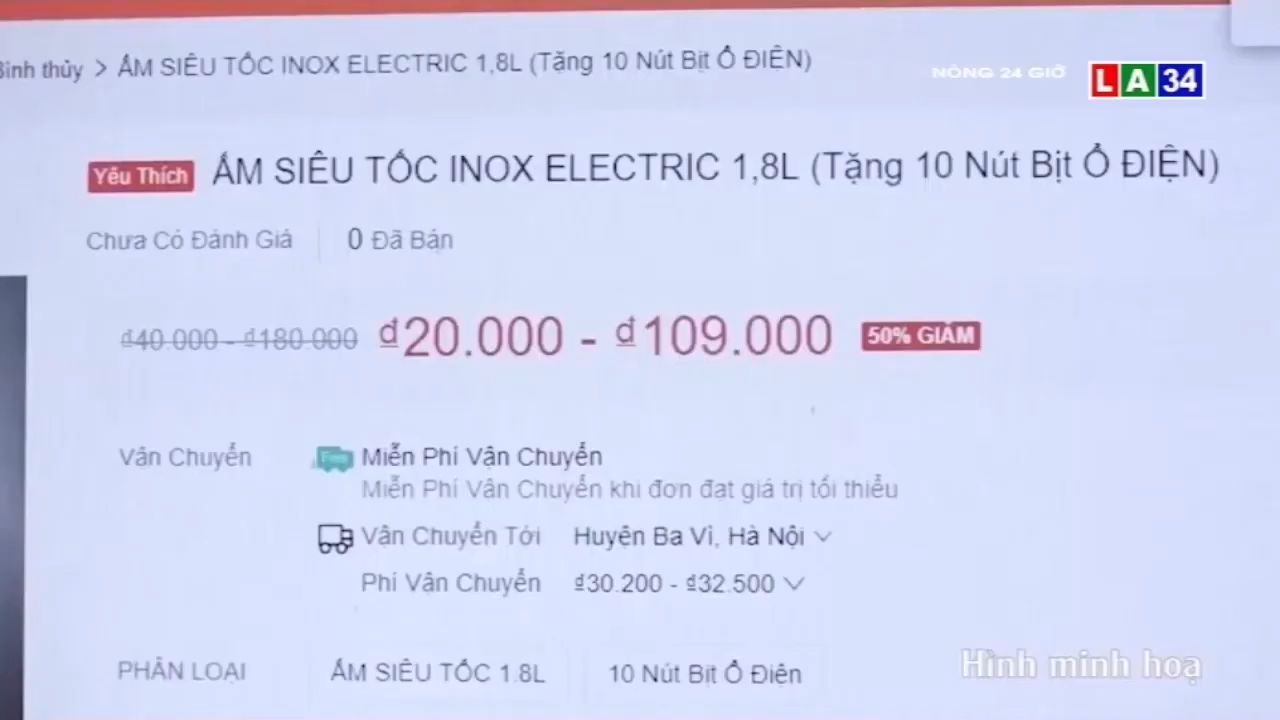 Bình thủy > ẤM SIÊU TỐC INOX ELECTRIC 1,8L (Tặng 10 Nút Bịt Ổ ĐIỆN)
NÓNG 24 GIỜ
LA34
Yêu Thích ẤM SIÊU TỐC INOX ELECTRIC 1,8L (Tặng 10 Nút Bịt Ổ ĐIỆN)
Chưa Có Đánh Giá 0 Đã Bán
₫40.000 - ₫180.000 ₫20.000 - ₫109.000 50% GIẢM
Vận Chuyển Free Miễn Phí Vận Chuyển
Miễn Phí Vận Chuyển khi đơn đạt giá trị tối thiểu
Vận Chuyển Tới Huyện Ba Vì, Hà Nội
Phí Vận Chuyển ₫30.200 - ₫32.500
PHÂN LOẠI ẤM SIÊU TỐC 1.8L 10 Nút Bịt Ổ Điện
Hình minh hoạ